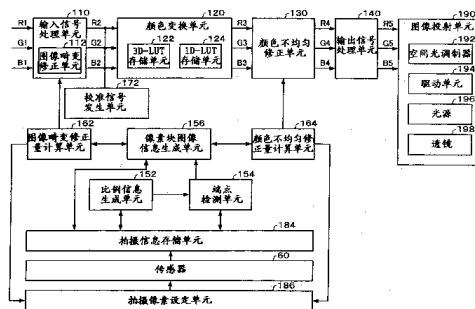 110
120
130
140
190
R1
输入信号
处理单元
R2
颜色变换单元
R3
颜色不均匀
修正单元
R4
输出信号
处理单元
R5
图像投射单元
G1
G2
G3
G4
G5
B1
B2
B3
B4
B5
112
图像畸变
修正单元
122
3D-LUT
存储单元
124
1D-LUT
存储单元
192
空间光调制器
194
驱动单元
196
光源
198
透镜
172
校准信号
发生单元
162
图像畸变修正
量计算单元
156
像素块图像
信息生成单元
164
颜色不均匀修
正量计算单元
152
比例信息
生成单元
154
端点
检测单元
184
拍摄信息存储单元
60
传感器
186
拍摄像素设定单元